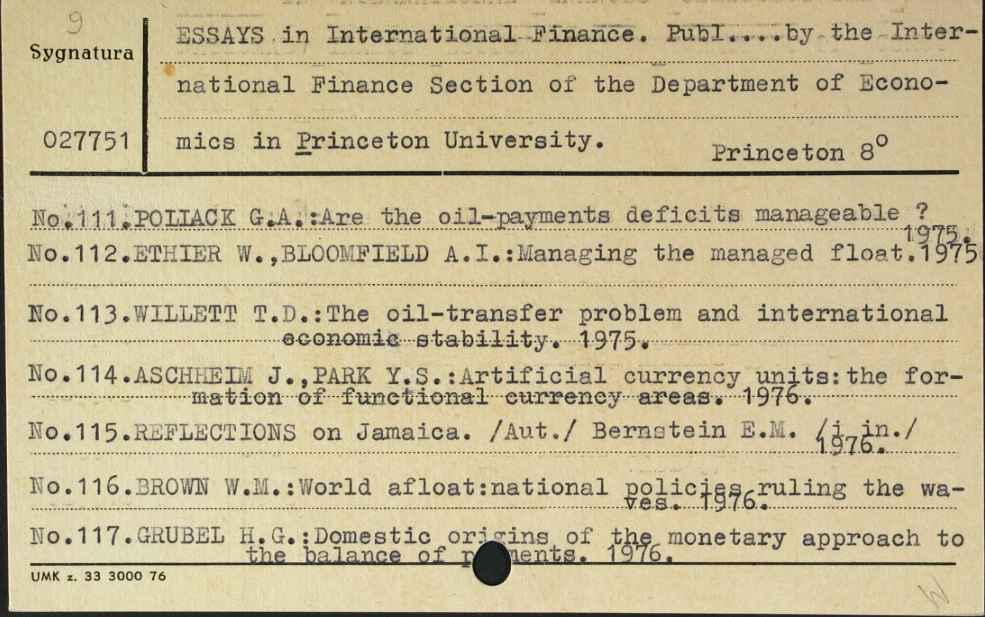 9
Sygnatura
027751
ESSAYS in International Finance. Publ....by the Inter-
national Finance Section of the Department of Econo-
mics in Princeton University.
Princeton 8°
No.111.POLIACK G.A.:Are the oil-payments deficits manageable ?
1975.
No.112.ETHIER W.,BLOOMFIELD A.I.:Managing the managed float.1975
No.113.WILLETT T.D.:The oil-transfer problem and international
economic stability. 1975.
No.114.ASCHHEIM J.,PARK Y.S.:Artificial currency units:the for-
mation of functional currency areas. 1976.
No.115.REFLECTIONS on Jamaica. /Aut./ Bernstein E.M. /i in./
1976.
No.116.BROWN W.M.:World afloat:national policies ruling the wa-
ves. 1976.
No.117.GRUBEL H.G.:Domestic origins of the monetary approach to
the balance of p ments. 1976.
UMK z. 33 3000 76
W